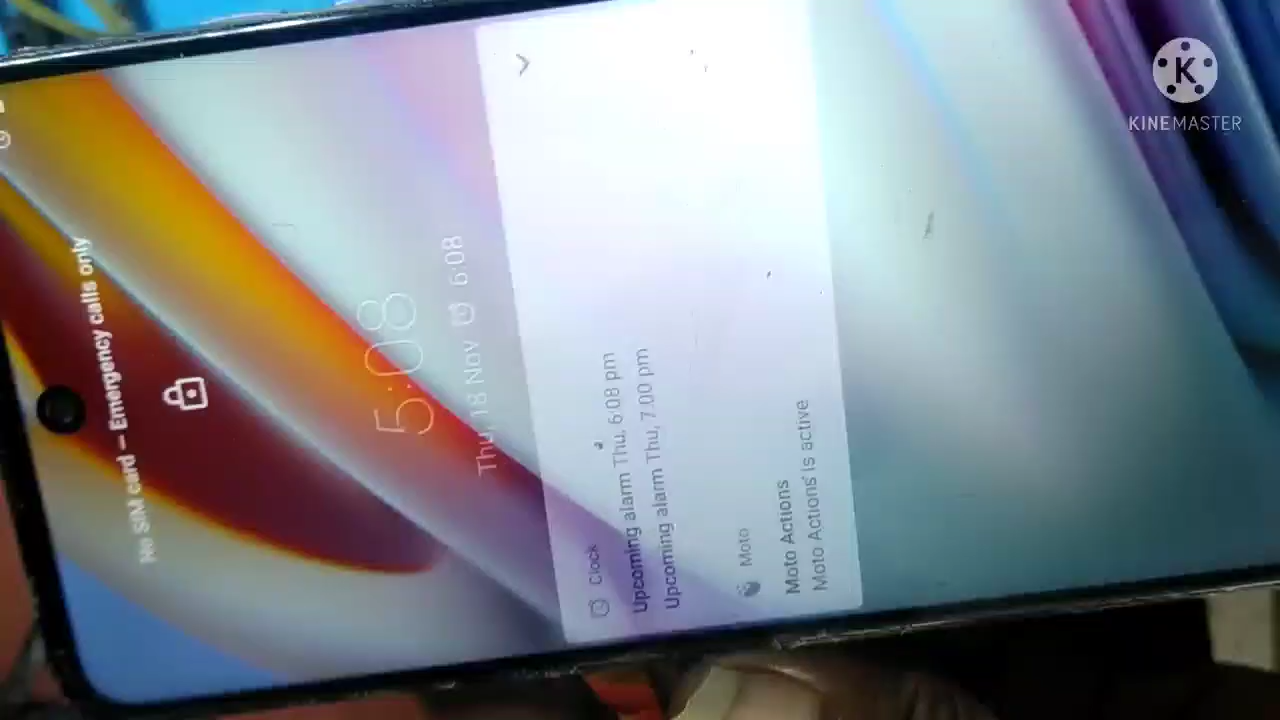 No SIM card – Emergency calls only
5:08
Thu, 18 Nov 6:08
Clock
Upcoming alarm Thu, 6:08 pm
Upcoming alarm Thu, 7:00 pm
Moto
Moto Actions
Moto Actions is active
K
KINEMASTER